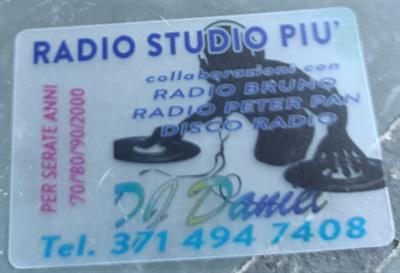 RADIO STUDIO PIU'
collaborazioni con
RADIO BRUNO
RADIO PETER PAN
DISCO RADIO
PER SERATE ANNI
'70/'80/'90/2000
DJ Daniel
Tel. 371 494 7408